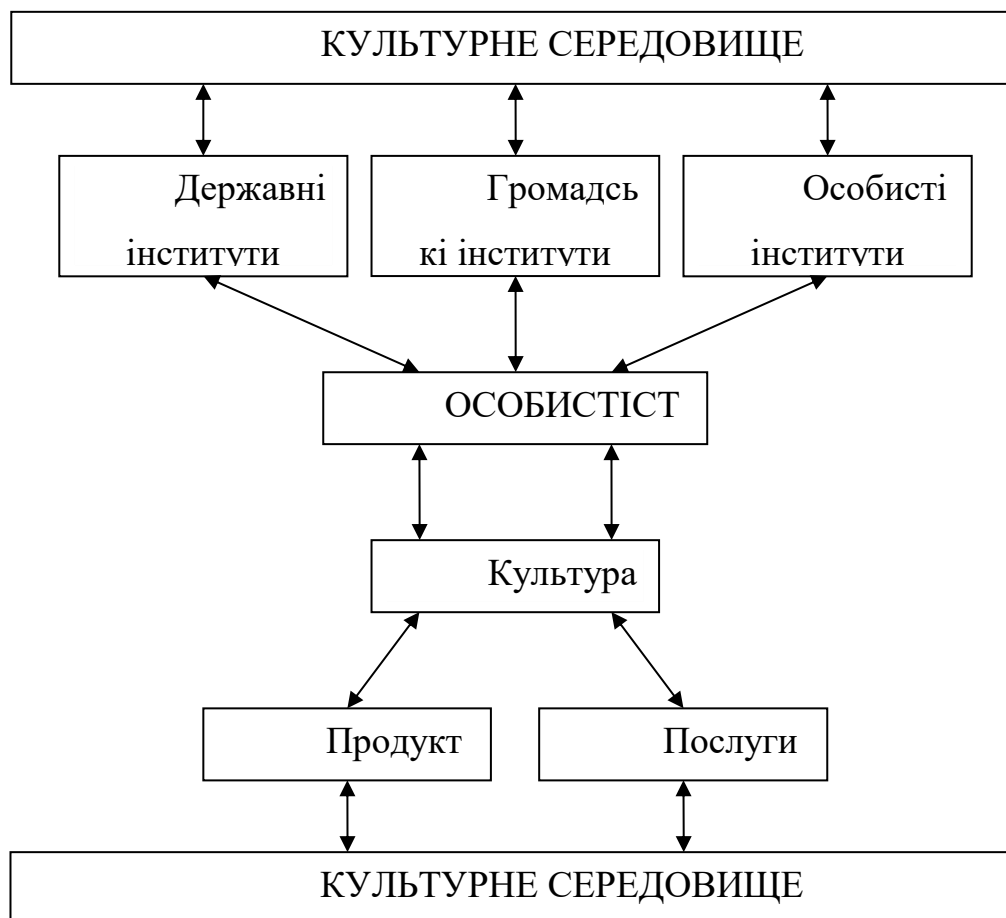 КУЛЬТУРНЕ СЕРЕДОВИЩЕ
Державні
інститути
Громадсь
кі інститути
Особисті
інститути
ОСОБИСТІСТ
Культура
Продукт
Послуги
КУЛЬТУРНЕ СЕРЕДОВИЩЕ